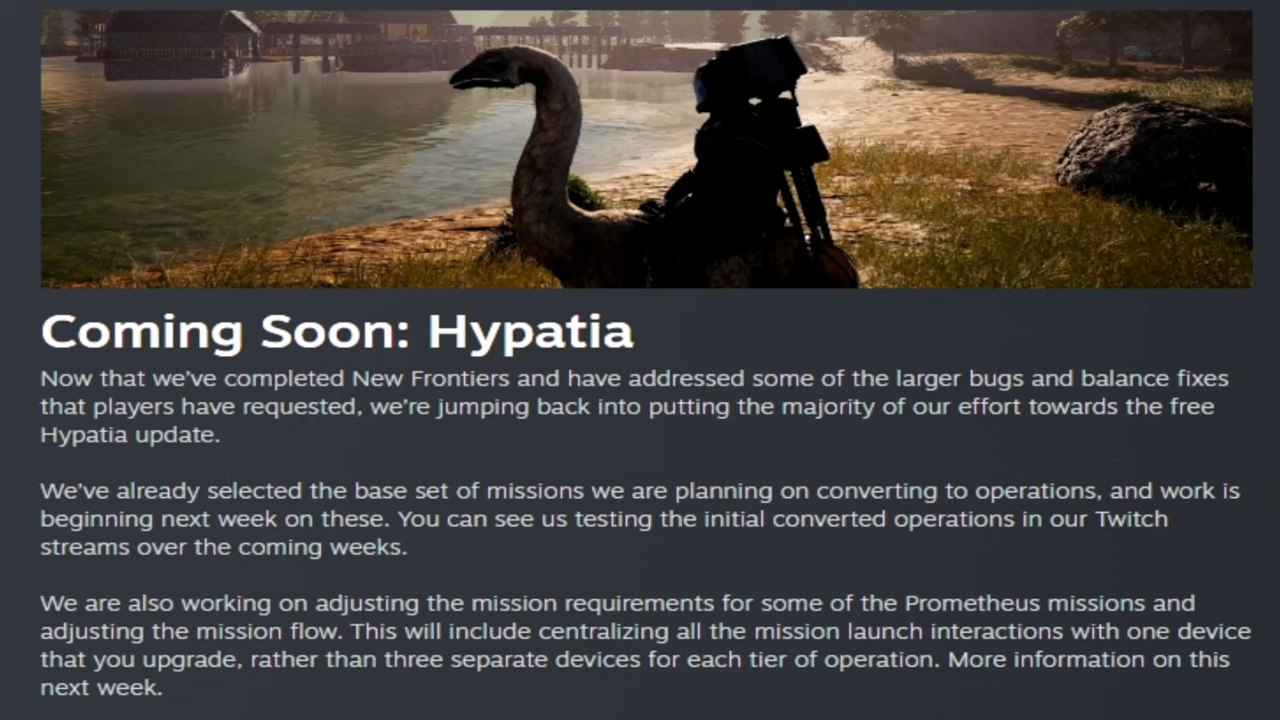 Coming Soon: Hypatia
Now that we've completed New Frontiers and have addressed some of the larger bugs and balance fixes
that players have requested, we're jumping back into putting the majority of our effort towards the free
Hypatia update.
We've already selected the base set of missions we are planning on converting to operations, and work is
beginning next week on these. You can see us testing the initial converted operations in our Twitch
streams over the coming weeks.
We are also working on adjusting the mission requirements for some of the Prometheus missions and
adjusting the mission flow. This will include centralizing all the mission launch interactions with one device
that you upgrade, rather than three separate devices for each tier of operation. More information on this
next week.